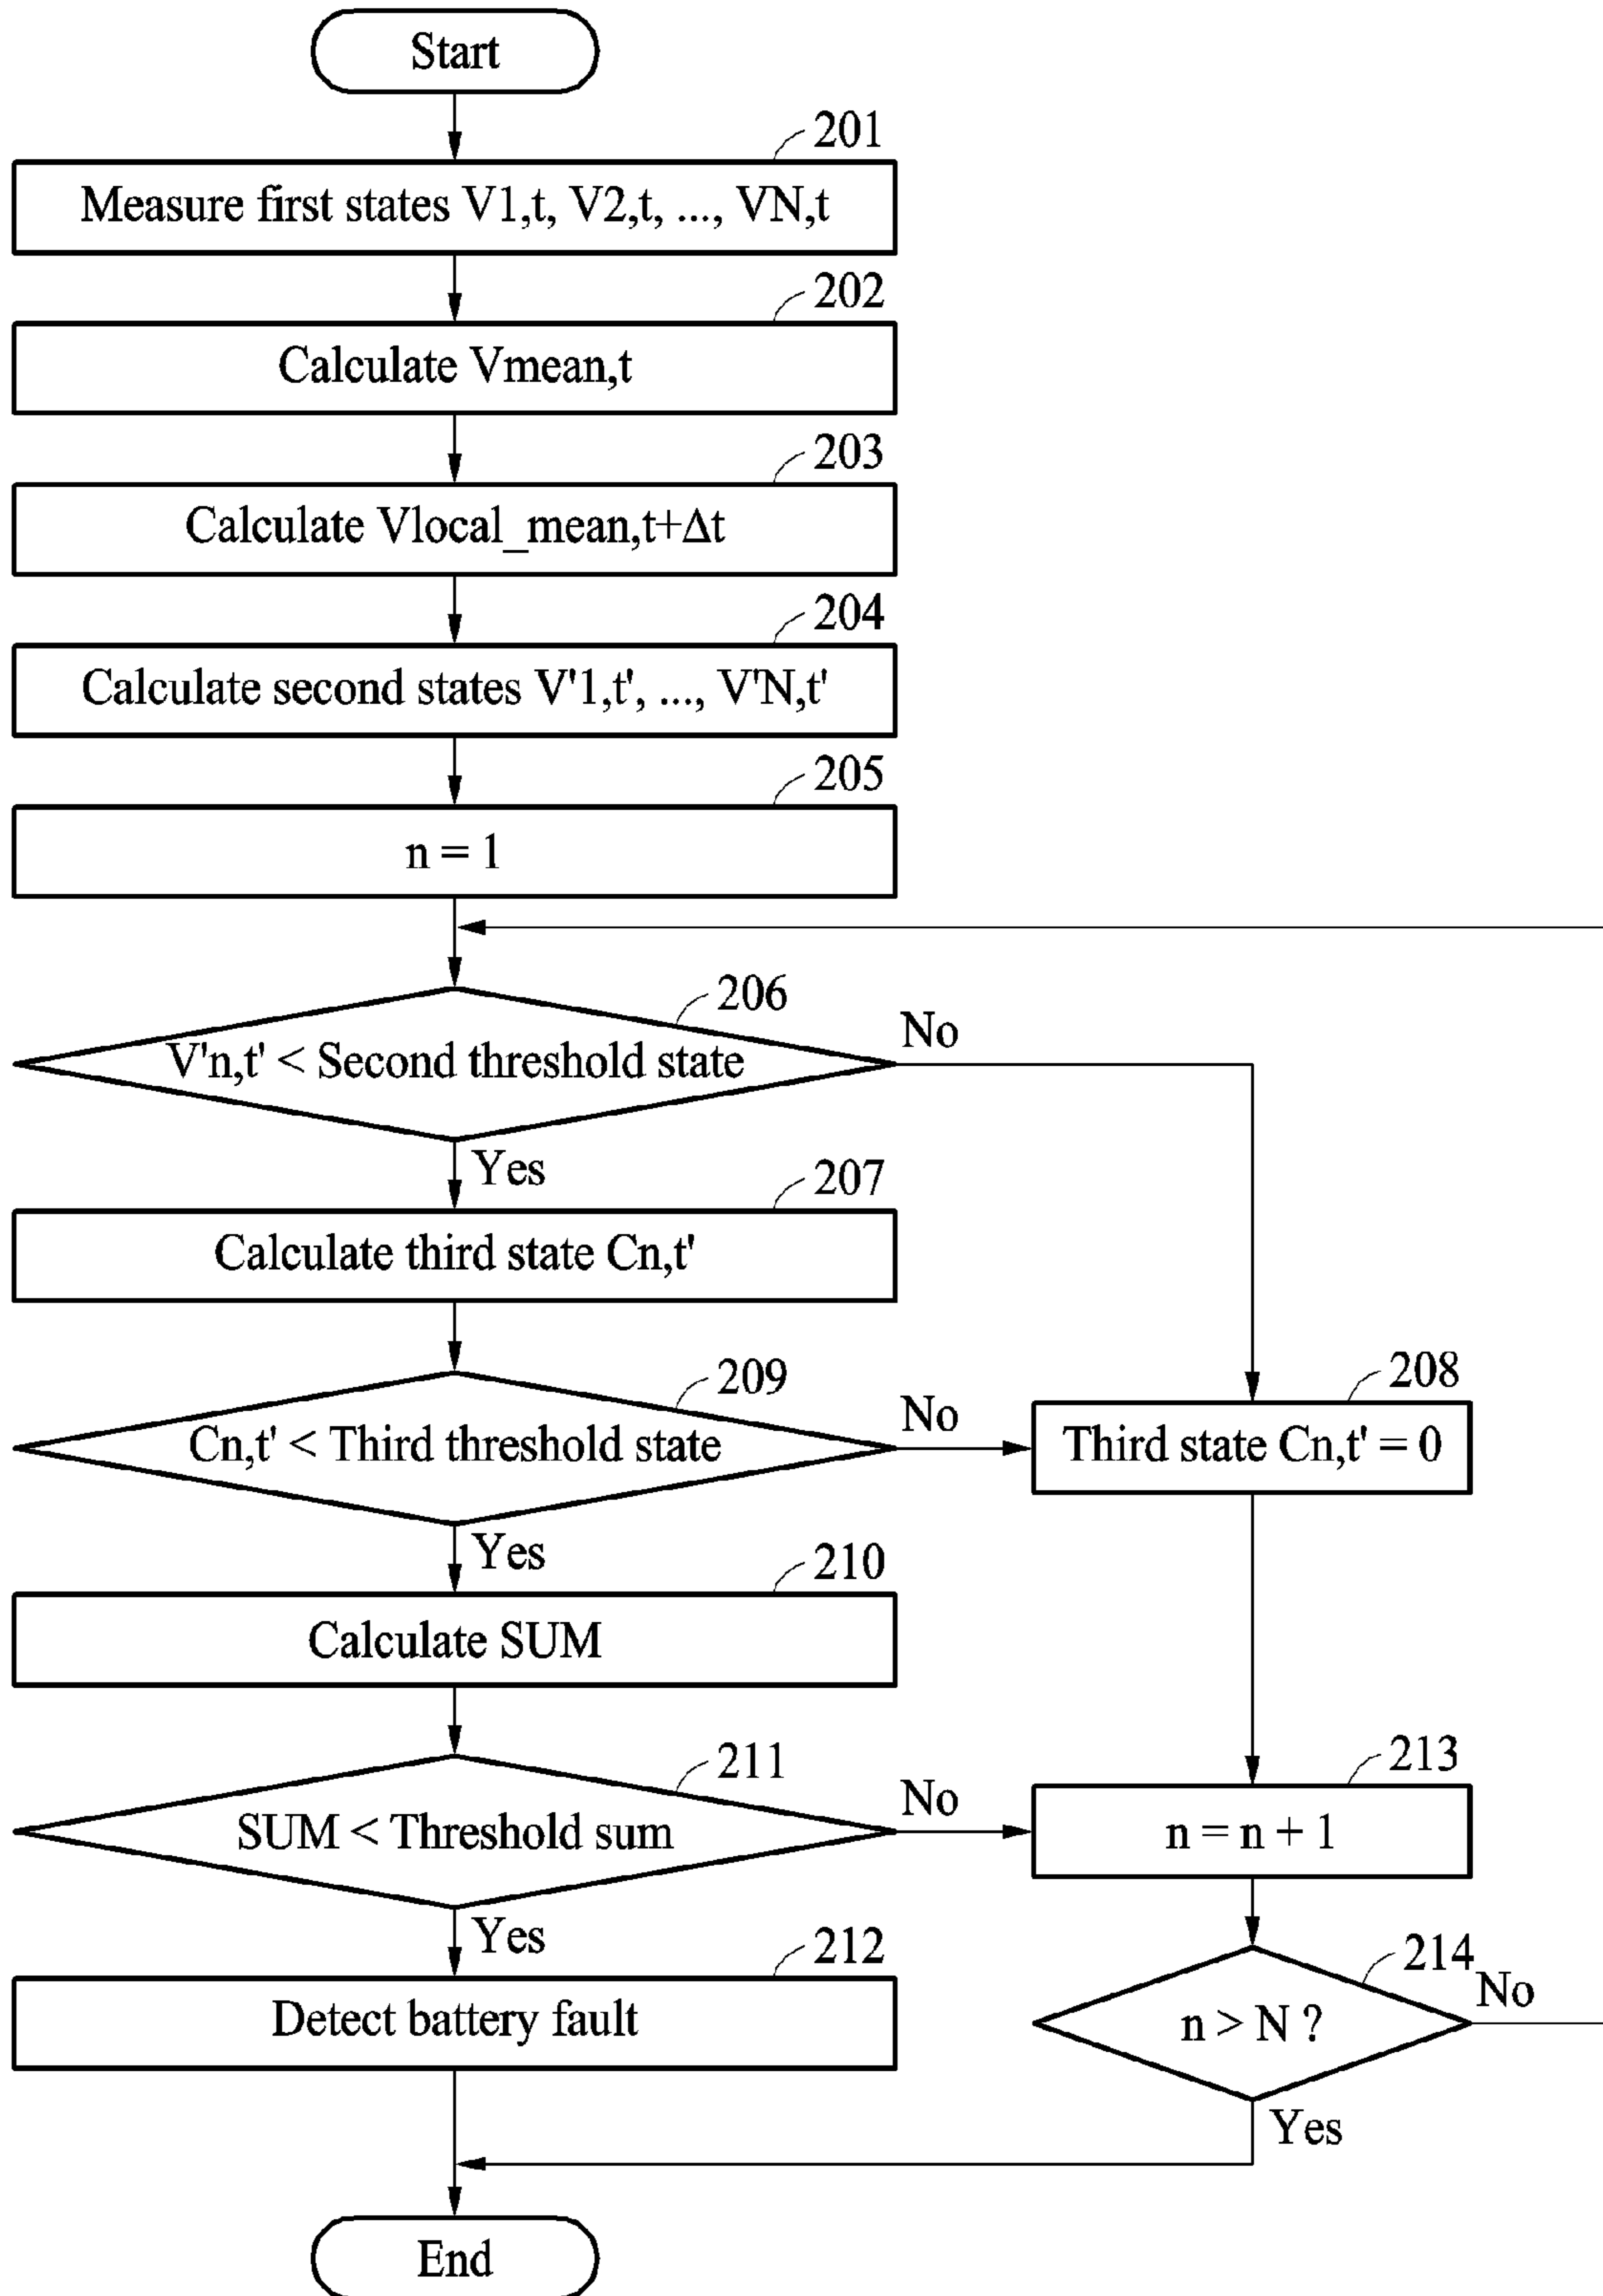 Start
201
Measure first states V1,t, V2,t, ..., VN,t
202
Calculate Vmean,t
203
Calculate Vlocal_mean,t+Δt
204
Calculate second states V'1,t', ..., V'N,t'
205
n = 1
206
V'n,t' < Second threshold state
No
Yes
207
Calculate third state Cn,t'
209
Cn,t' < Third threshold state
No
208
Third state Cn,t' = 0
Yes
210
Calculate SUM
211
SUM < Threshold sum
No
213
n = n + 1
Yes
212
Detect battery fault
214
n > N ?
No
Yes
End